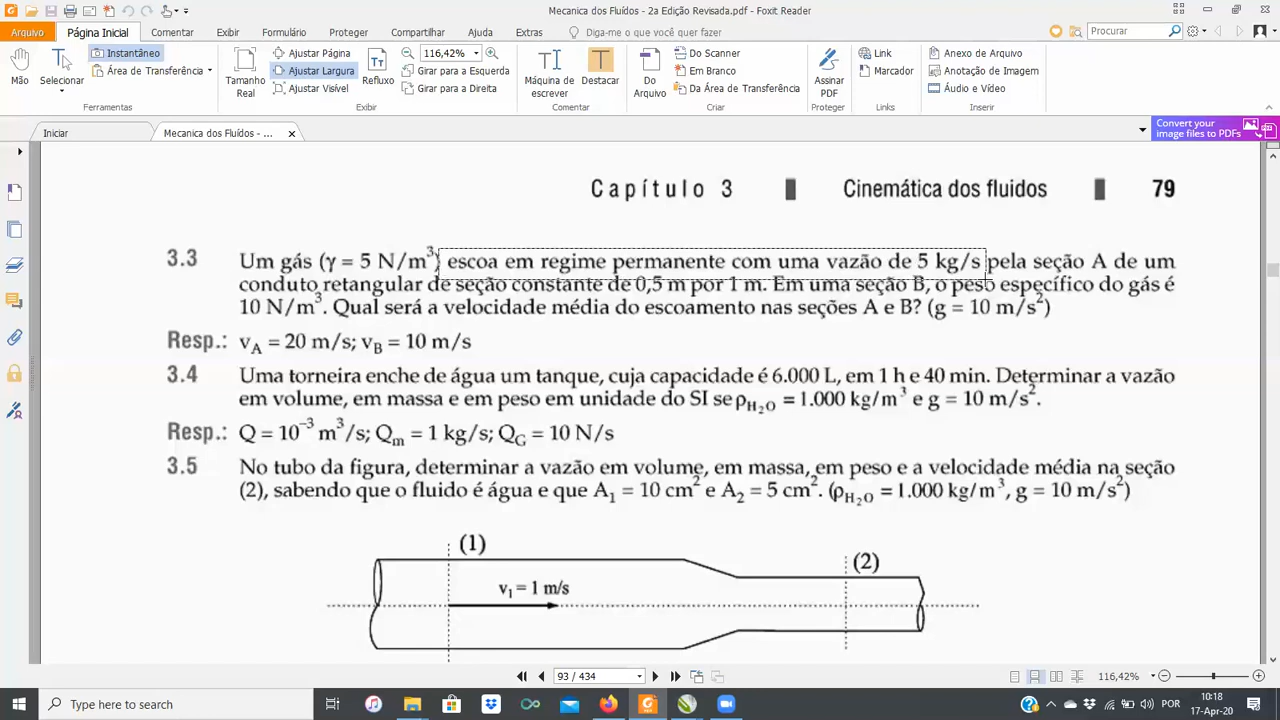 Mecanica dos Fluídos - 2a Edição Revisada.pdf - Foxit Reader
Arquivo Página Inicial Comentar Exibir Formulário Proteger Compartilhar Ajuda Extras Diga-me o que você quer Procurar
Mão
Selecionar
Instantâneo
Área de Transferência
Ferramentas
Tamanho Real
Ajustar Página
Ajustar Largura
Ajustar Visível
Refluxo
116,42%
Girar para a Esquerda
Girar para a Direita
Exibir
Máquina de escrever
Destacar
Comentar
Do Arquivo
Do Scanner
Em Branco
Da Área de Transferência
Criar
Assinar PDF
Proteger
Link
Marcador
Links
Anexo de Arquivo
Anotação de Imagem
Áudio e Vídeo
Inserir
Iniciar
Mecanica dos Fluídos - ...
Convert your
image files to PDFs
Capítulo 3 Cinemática dos fluidos 79
3.3 Um gás (γ = 5 N/m³) escoa em regime permanente com uma vazão de 5 kg/s pela seção A de um
conduto retangular de seção constante de 0,5 m por 1 m. Em uma seção B, o peso específico do gás é
10 N/m³. Qual será a velocidade média do escoamento nas seções A e B? (g = 10 m/s²)
Resp.: vA = 20 m/s; vB = 10 m/s
3.4 Uma torneira enche de água um tanque, cuja capacidade é 6.000 L, em 1 h e 40 min. Determinar a vazão
em volume, em massa e em peso em unidade do SI se ρH₂O = 1.000 kg/m³ e g = 10 m/s².
Resp.: Q = 10⁻³ m³/s; Qm = 1 kg/s; QG = 10 N/s
3.5 No tubo da figura, determinar a vazão em volume, em massa, em peso e a velocidade média na seção
(2), sabendo que o fluido é água e que A₁ = 10 cm² e A₂ = 5 cm². (ρH₂O = 1.000 kg/m³, g = 10 m/s²)
(1)
(2)
v₁ = 1 m/s
93 / 434
116,42%
Type here to search
POR
10:18
17-Apr-20